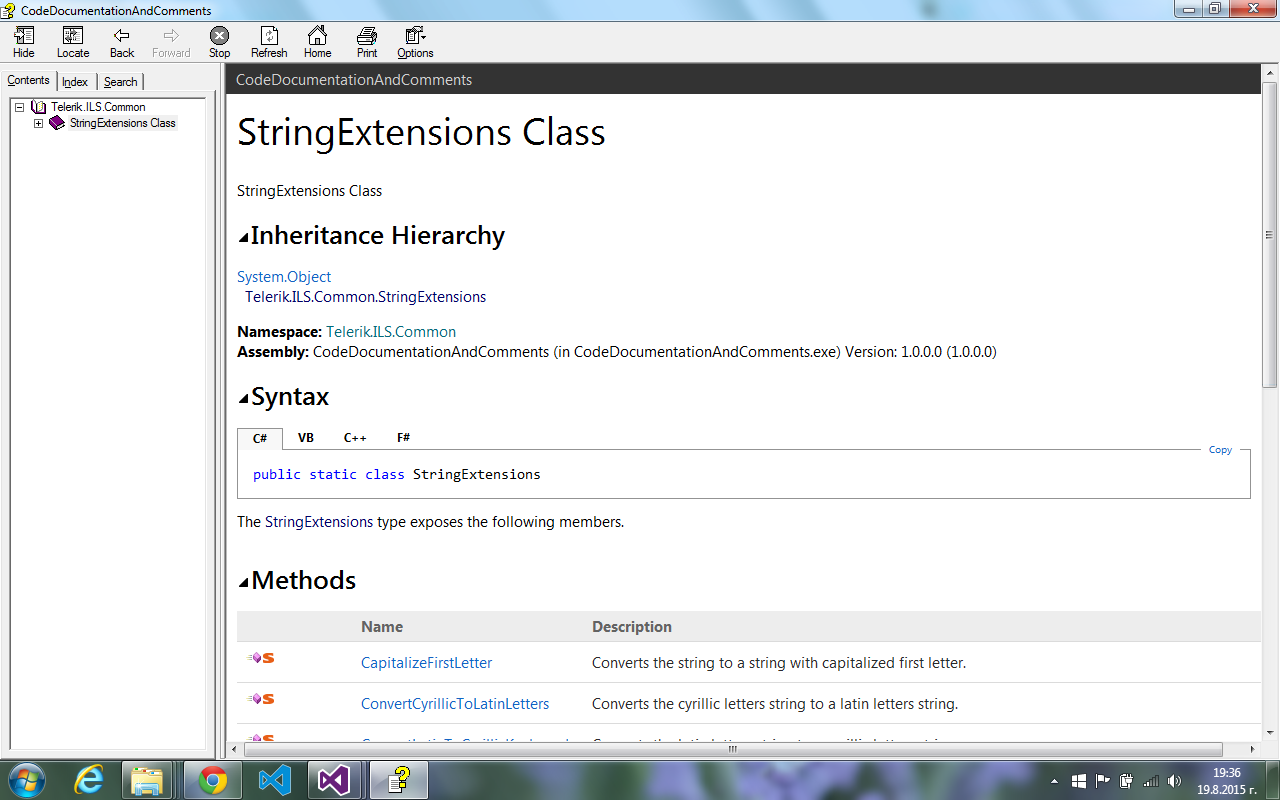 CodeDocumentationAndComments
Hide Locate Back Forward Stop Refresh Home Print Options
Contents Index Search
Telerik.ILS.Common
StringExtensions Class
CodeDocumentationAndComments
StringExtensions Class
StringExtensions Class
Inheritance Hierarchy
System.Object
Telerik.ILS.Common.StringExtensions
Namespace: Telerik.ILS.Common
Assembly: CodeDocumentationAndComments (in CodeDocumentationAndComments.exe) Version: 1.0.0.0 (1.0.0.0)
Syntax
C# VB C++ F#
Copy
public static class StringExtensions
The StringExtensions type exposes the following members.
Methods
Name Description
S CapitalizeFirstLetter Converts the string to a string with capitalized first letter.
S ConvertCyrillicToLatinLetters Converts the cyrillic letters string to a latin letters string.
19:36
19.8.2015 г.